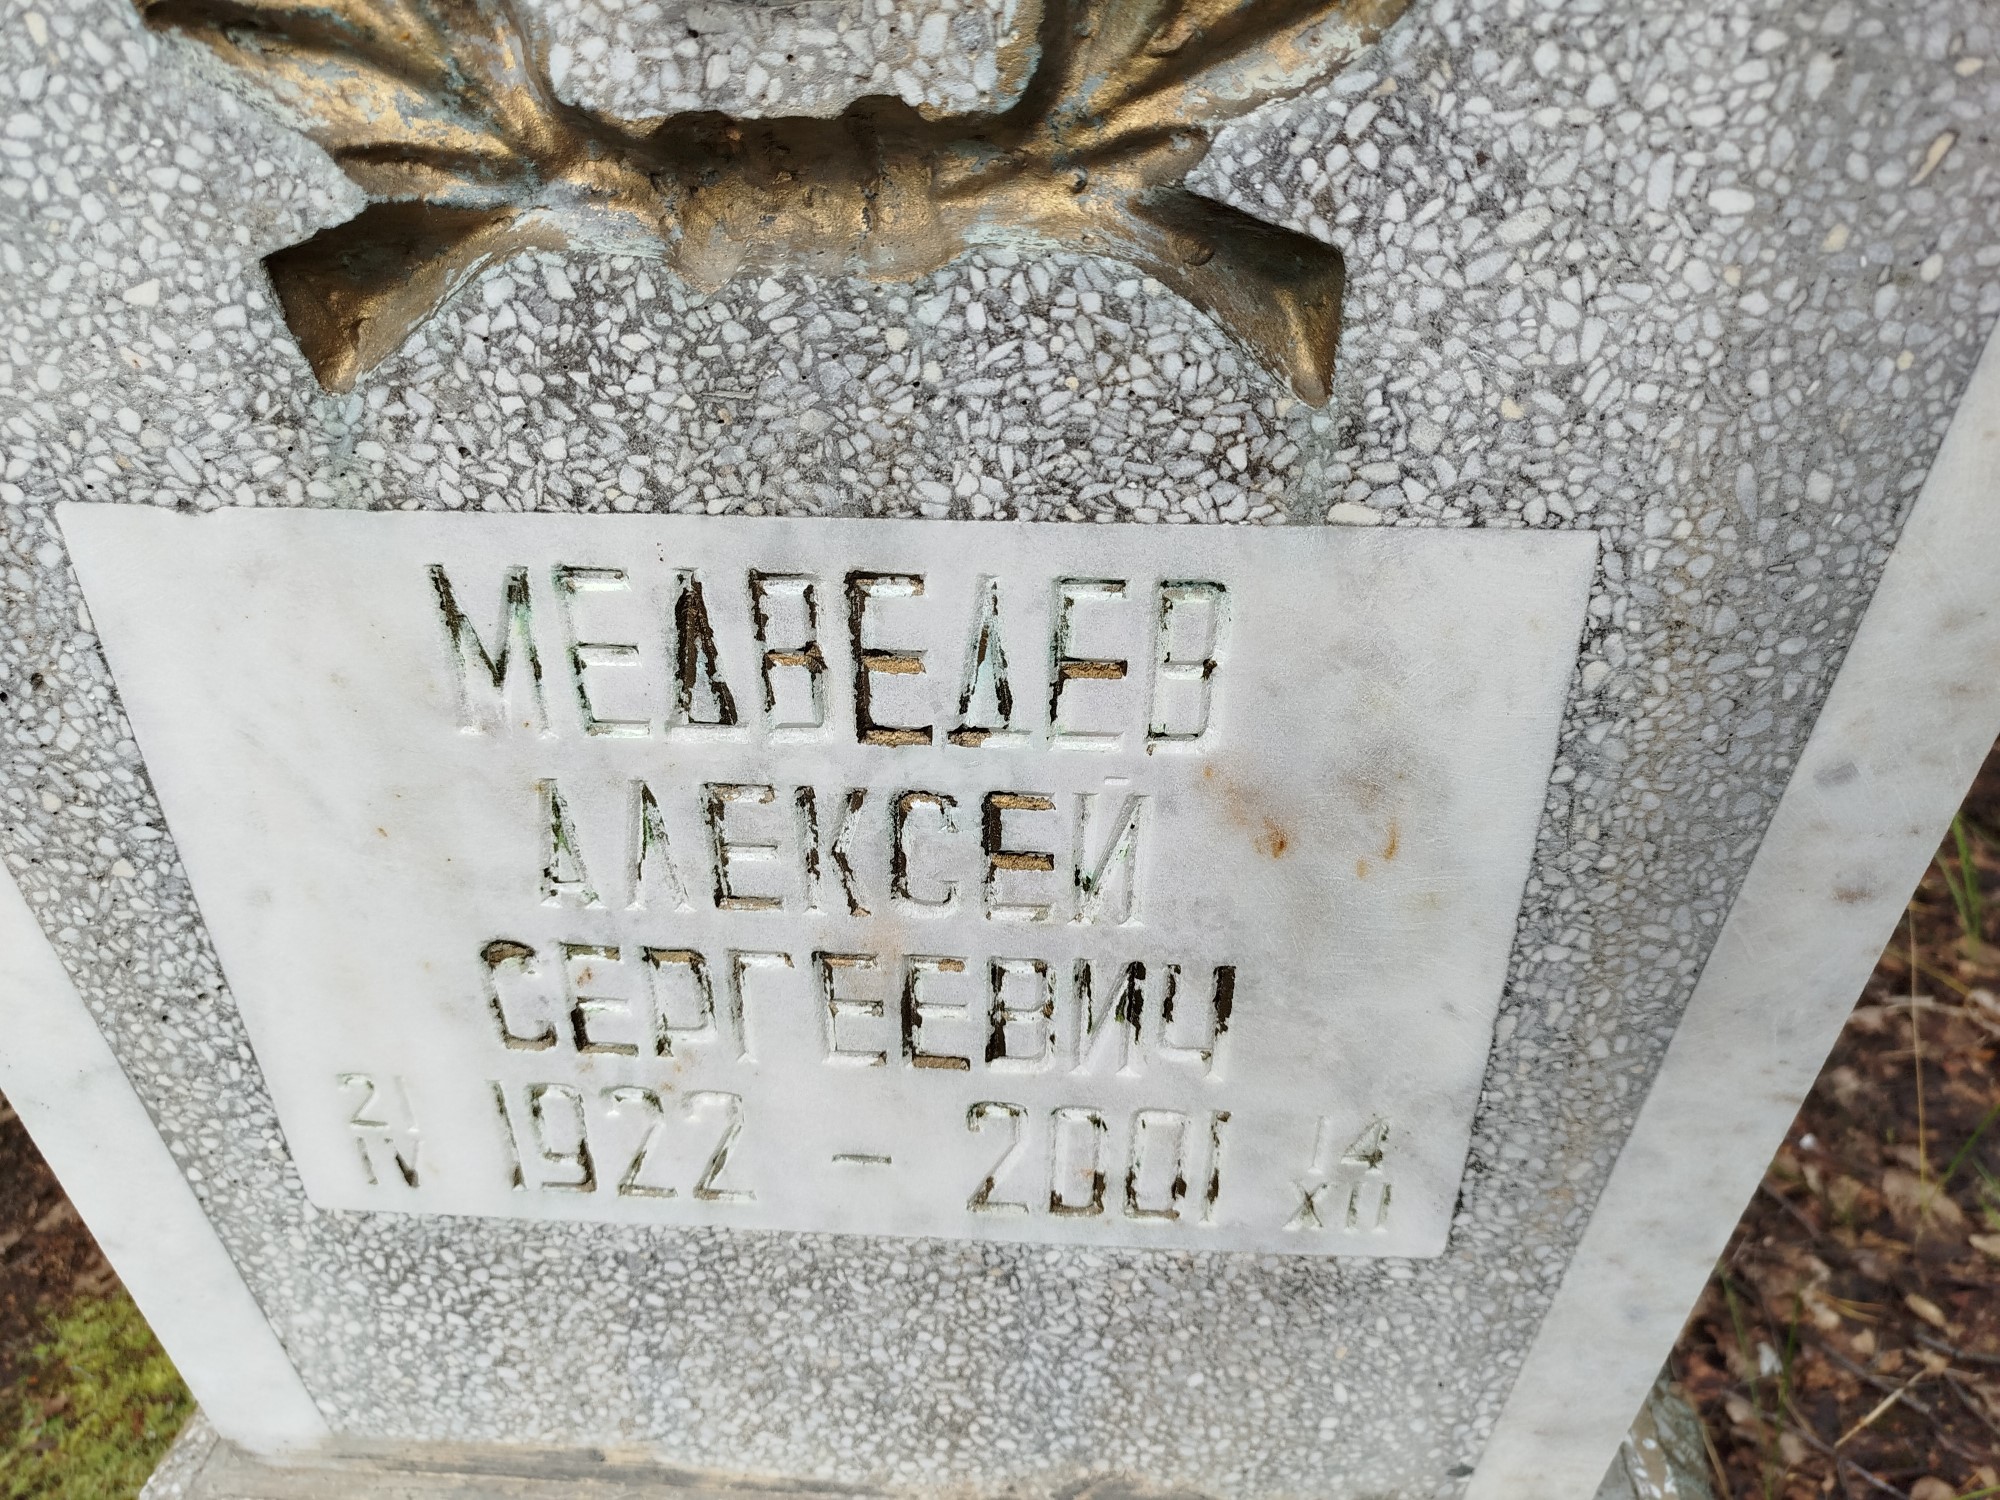 МЕДВЕДЕВ
АЛЕКСЕЙ
СЕРГЕЕВИЧ
21 IV 1922 – 2001 14 XII